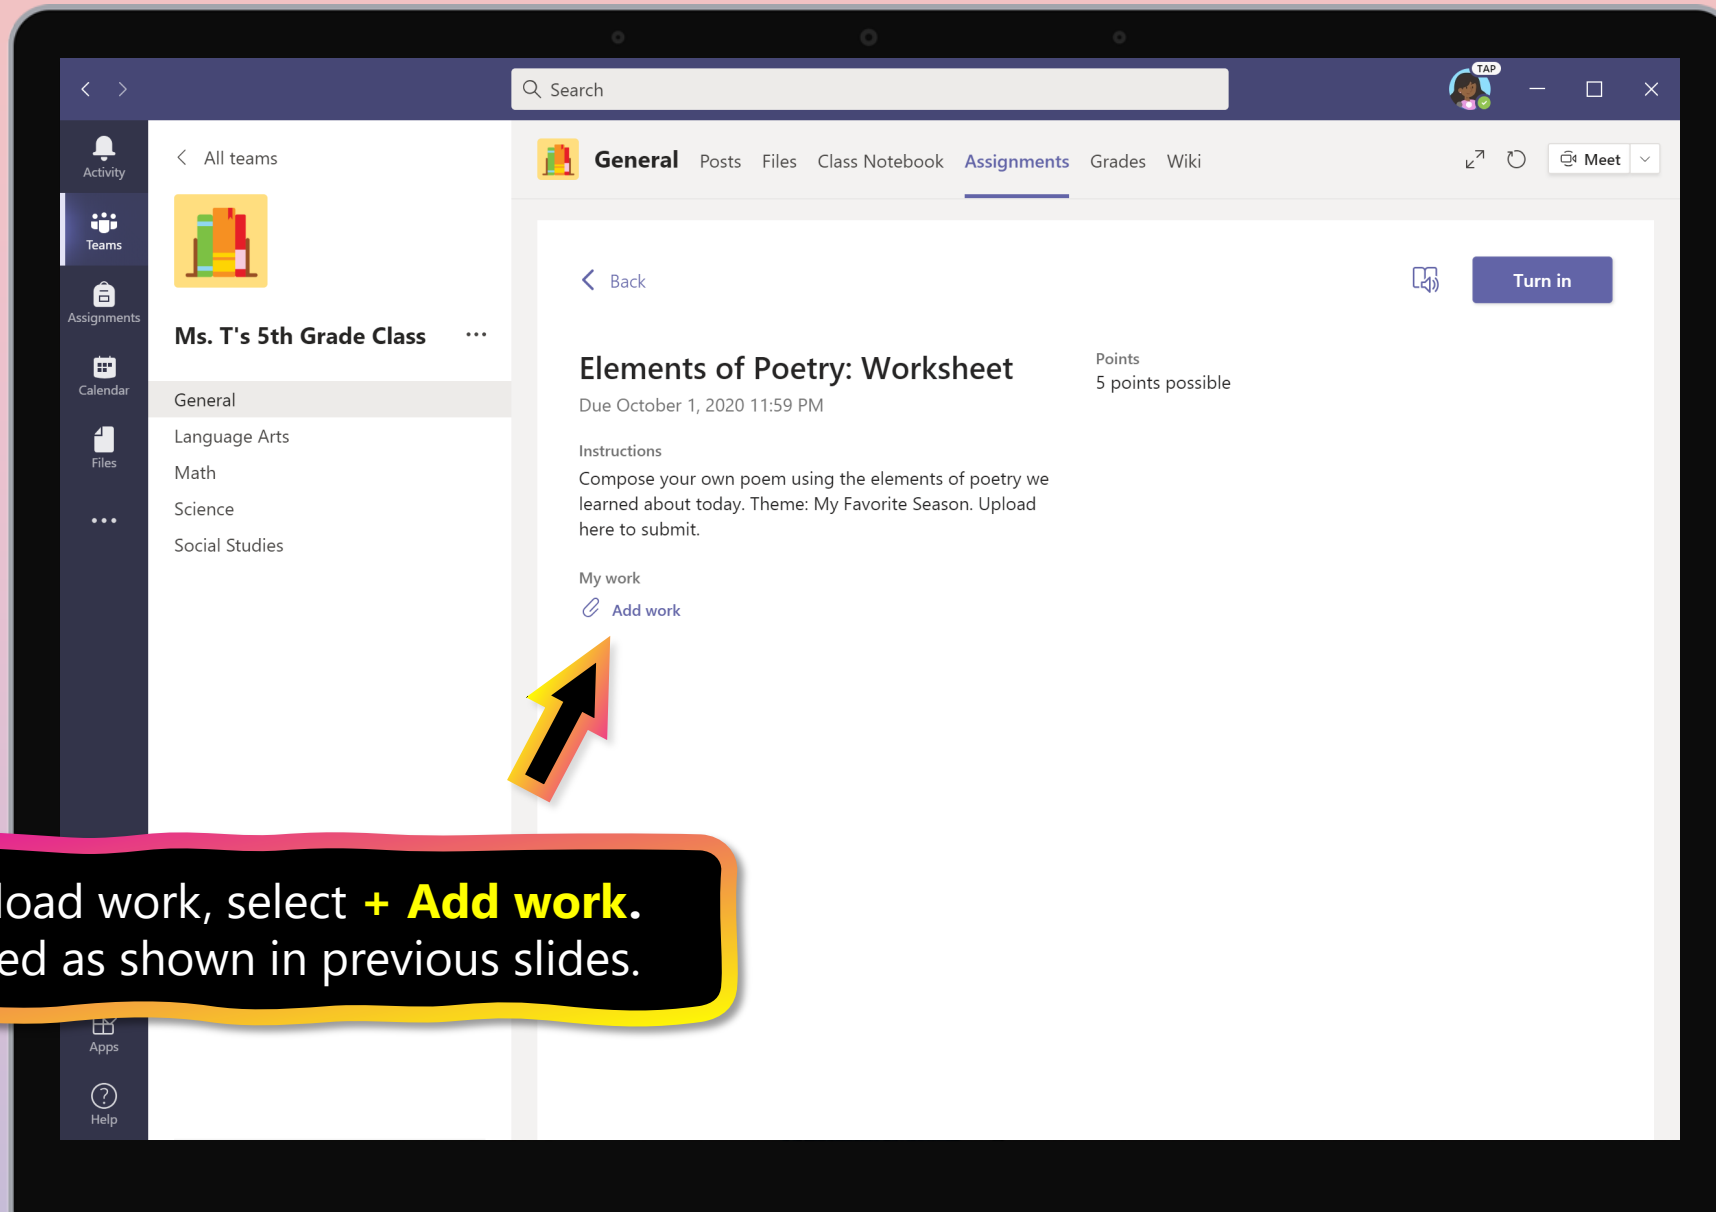 Search
TAP
Activity
Teams
Assignments
Calendar
Files
Apps
Help
All teams
Ms. T's 5th Grade Class
General
Language Arts
Math
Science
Social Studies
General Posts Files Class Notebook Assignments Grades Wiki
Meet
Back
Turn in
Elements of Poetry: Worksheet
Due October 1, 2020 11:59 PM
Points
5 points possible
Instructions
Compose your own poem using the elements of poetry we
learned about today. Theme: My Favorite Season. Upload
here to submit.
My work
Add work
load work, select + Add work.
ed as shown in previous slides.